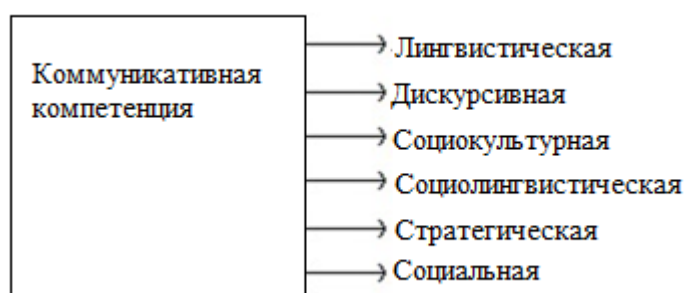 Коммуникативная
компетенция
Лингвистическая
Дискурсивная
Социокультурная
Социолингвистическая
Стратегическая
Социальная